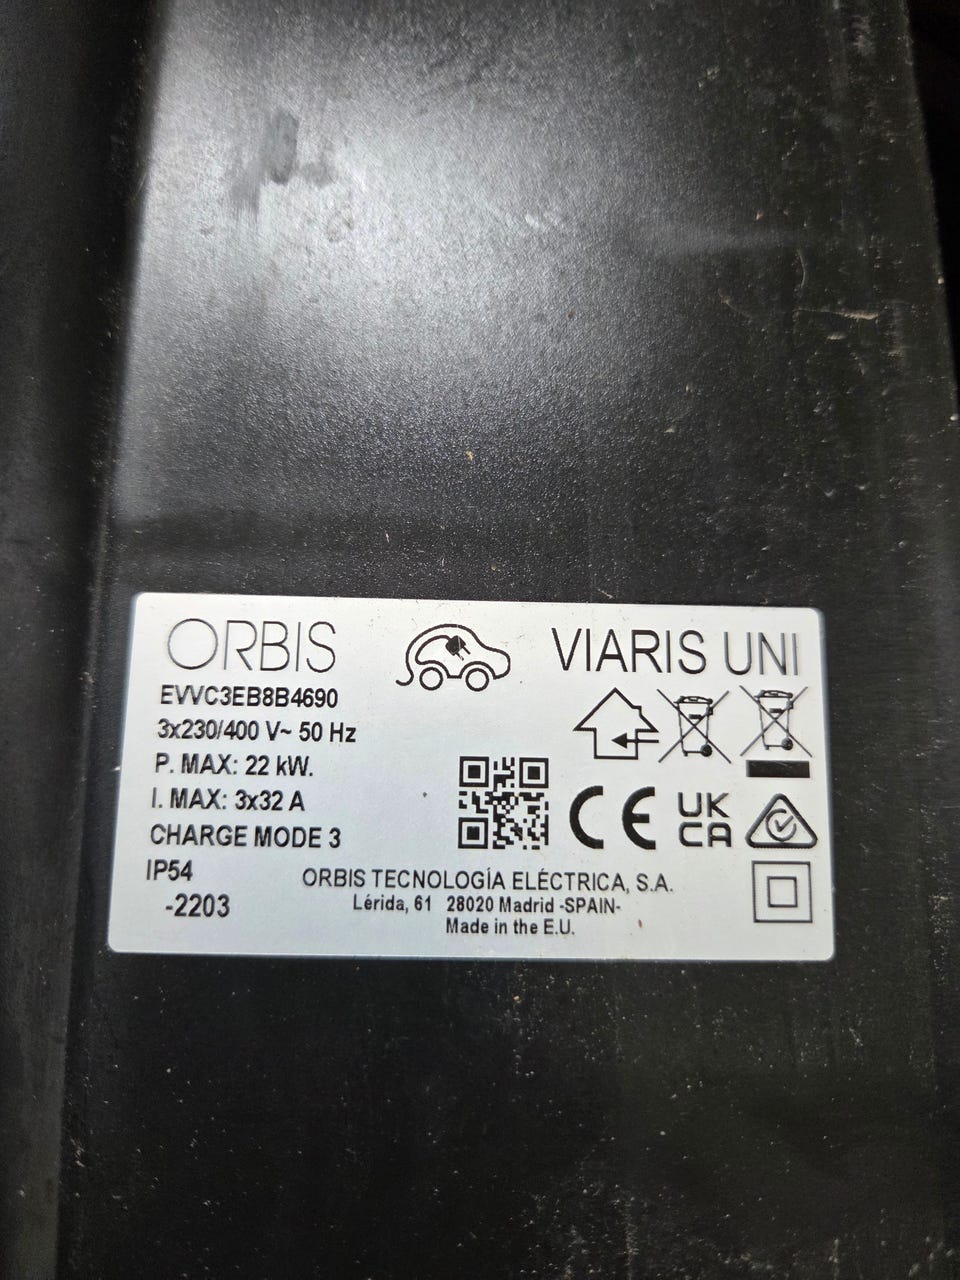 ORBIS
VIARIS UNI
EVVC3EB8B4690
3x230/400 V~ 50 Hz
P. MAX: 22 kW.
I. MAX: 3x32 A
CHARGE MODE 3
IP54
-2203
CE
UK
CA
ORBIS TECNOLOGÍA ELÉCTRICA, S.A.
Lérida, 61 28020 Madrid -SPAIN-
Made in the E.U.